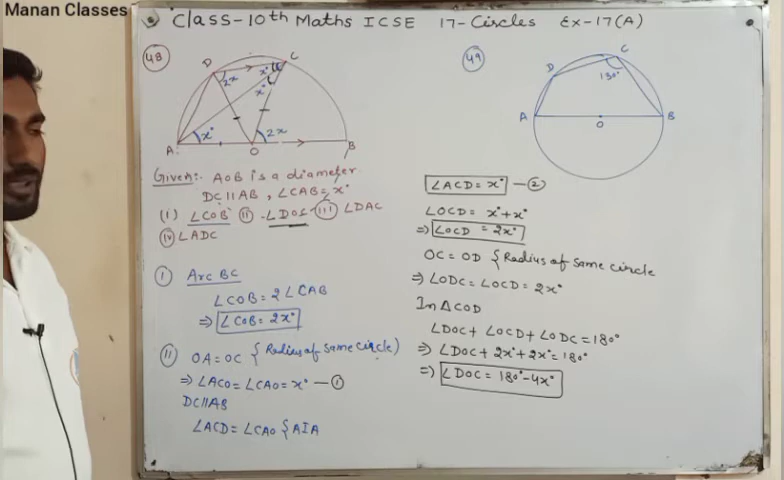 Manan Classes
Class-10th Maths ICSE 17-Circles Ex-17(A)
48
D
C
2x
x°
x°
x°
2x
A
O
B
Given:- AOB is a diameter
DC || AB, ∠CAB = x°
(i) ∠COB (ii) ∠DOC (iii) ∠DAC
(iv) ∠ADC
(i) Arc BC
∠COB = 2∠CAB
⇒ ∠COB = 2x°
(ii) OA = OC { Radius of same circle)
⇒ ∠ACO = ∠CAO = x° — ①
DC || AB
∠ACD = ∠CAO { AIA
49
C
D
130°
A
O
B
∠ACD = x° — ②
∠OCD = x° + x°
⇒ ∠OCD = 2x°
OC = OD { Radius of same circle
⇒ ∠ODC = ∠OCD = 2x°
In △COD
∠DOC + ∠OCD + ∠ODC = 180°
⇒ ∠DOC + 2x° + 2x° = 180°
⇒ ∠DOC = 180° - 4x°